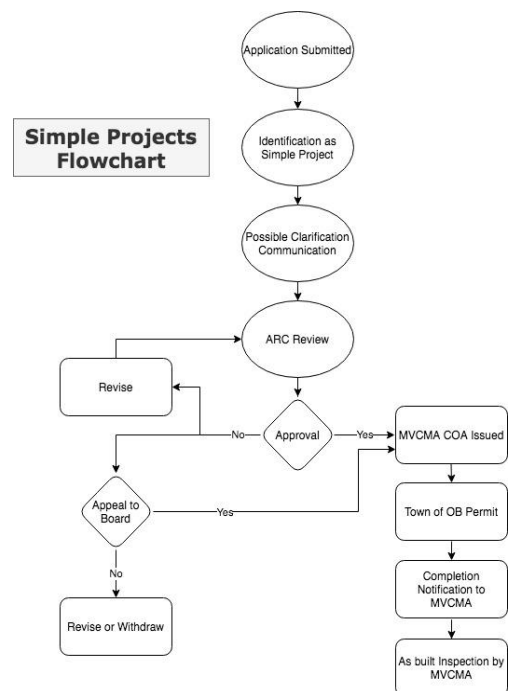 Application Submitted
Simple Projects
Flowchart
Identification as
Simple Project
Possible Clarification
Communication
ARC Review
Revise
Approval
No
Yes
MVCMA COA Issued
Appeal to
Board
Yes
Town of OB Permit
No
Completion
Notification to
MVCMA
Revise or Withdraw
As built Inspection by
MVCMA